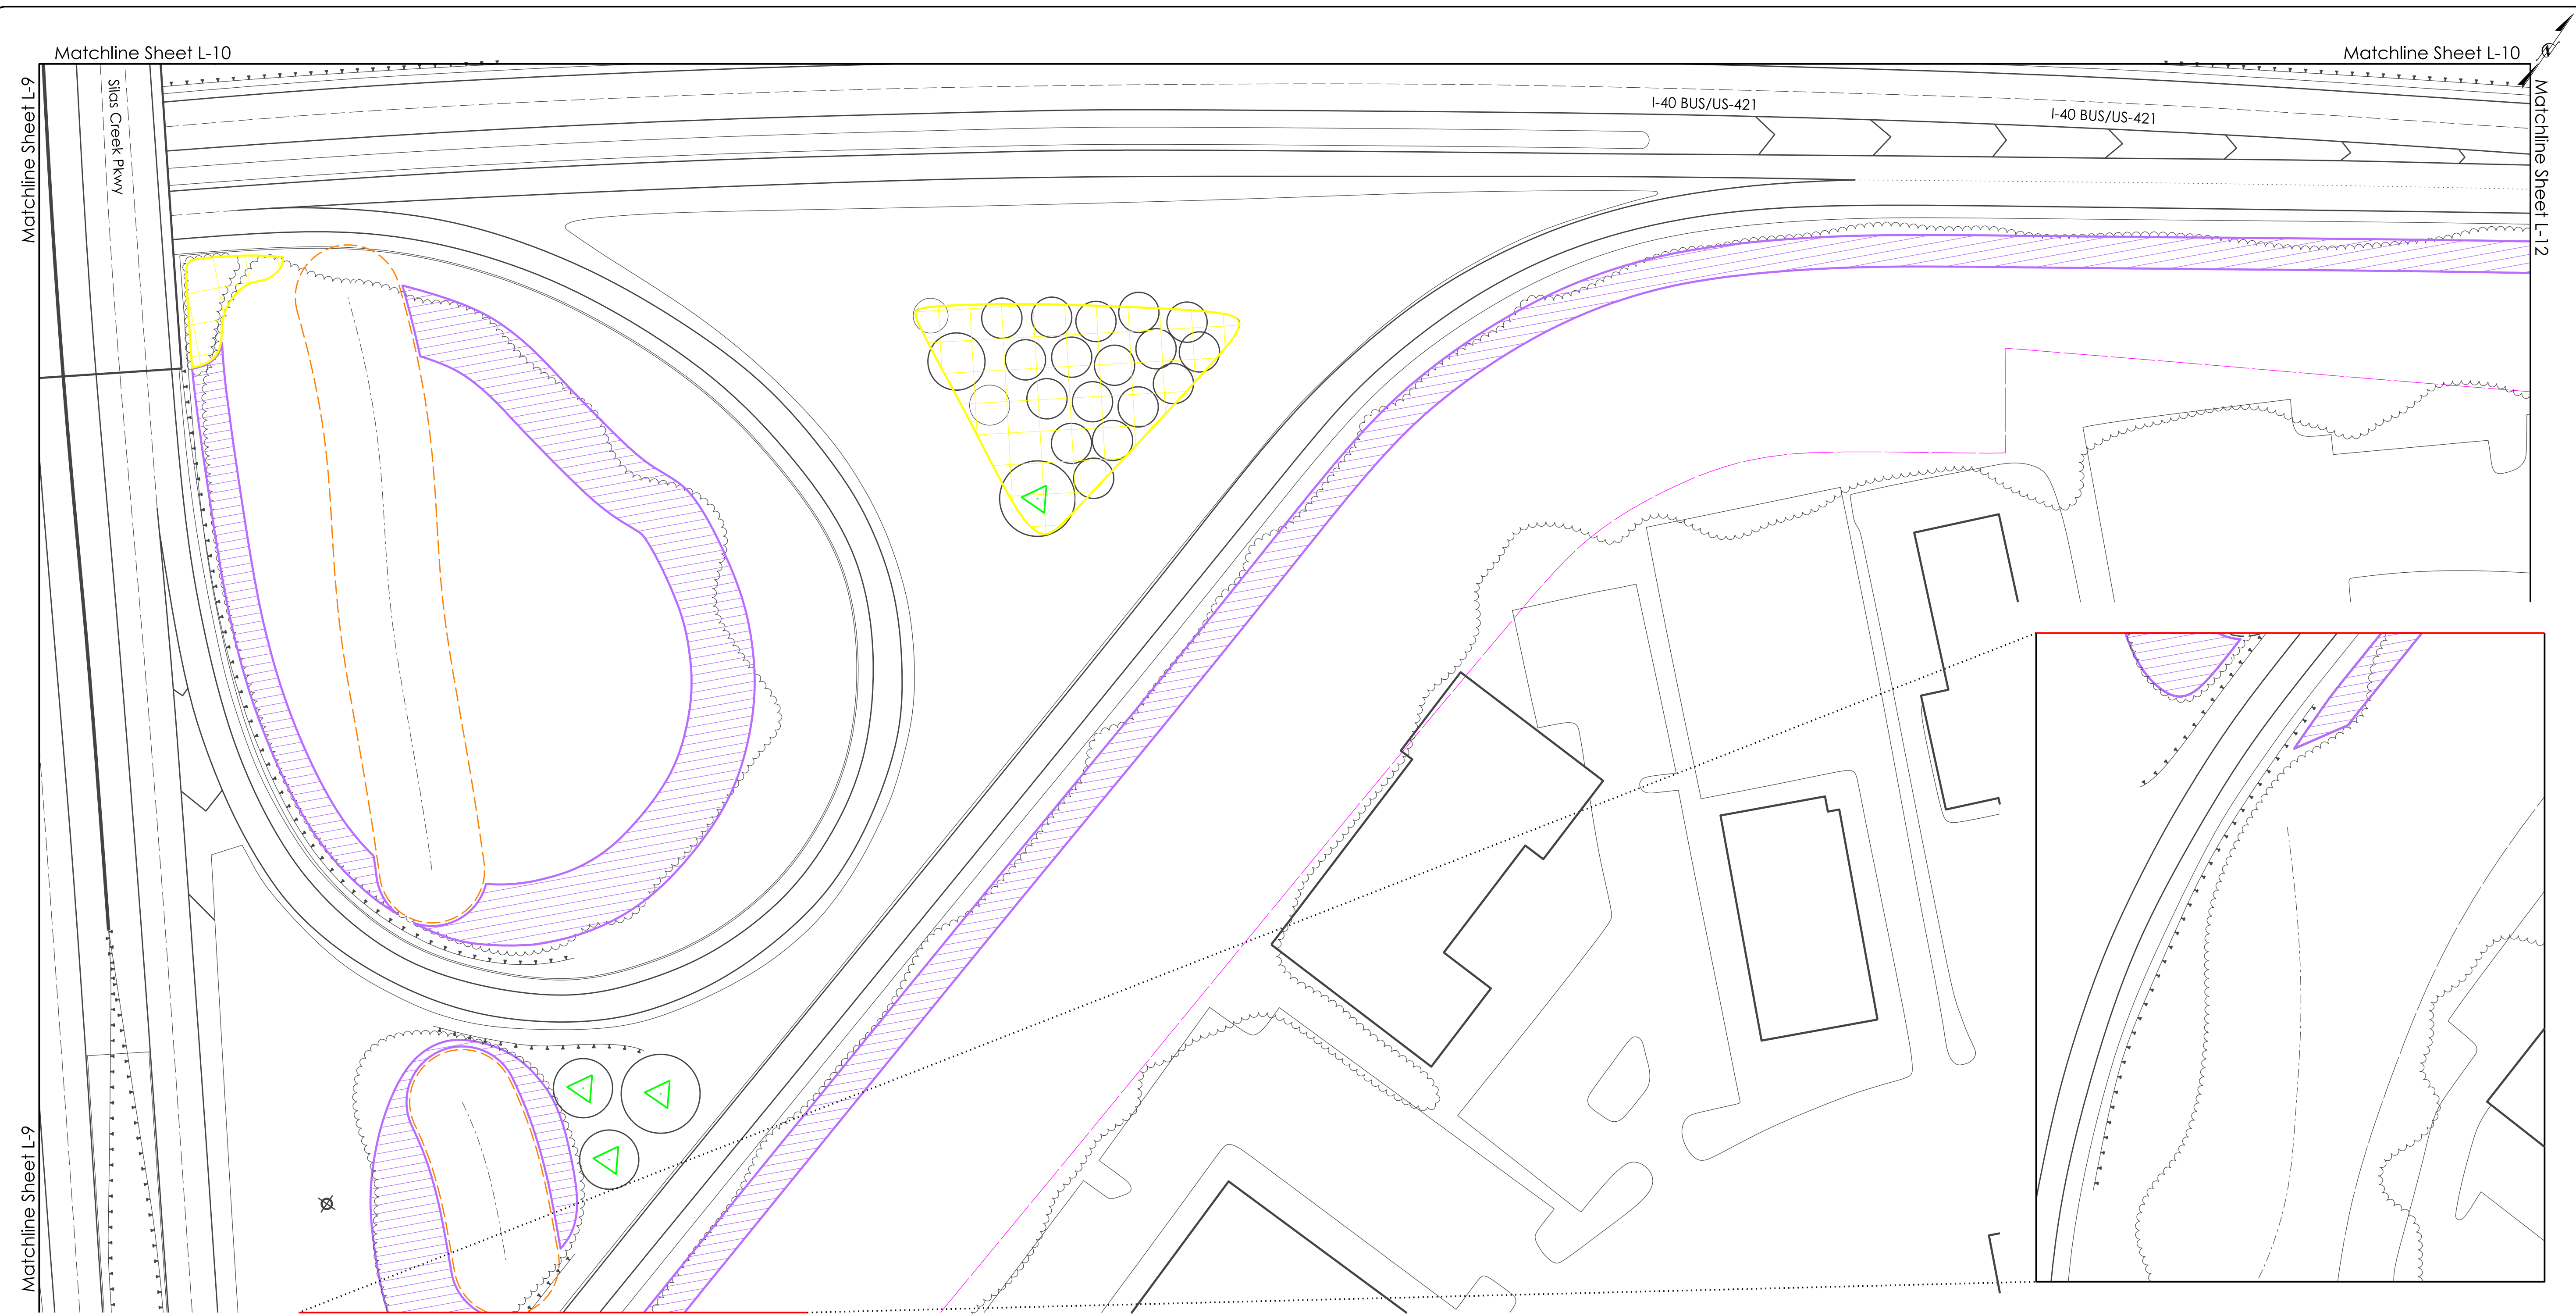 Matchline Sheet L-10
Matchline Sheet L-10
Matchline Sheet L-9
Silas Creek Pkwy
I-40 BUS/US-421
I-40 BUS/US-421
Matchline Sheet L-12
Matchline Sheet L-9